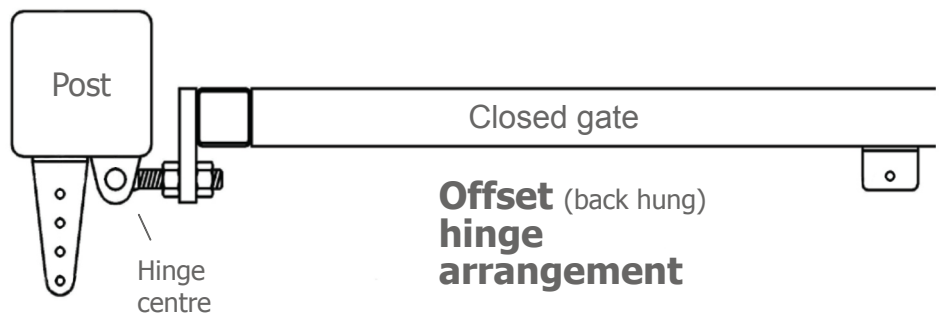 Post
Closed gate
Offset (back hung)
hinge
arrangement
Hinge
centre